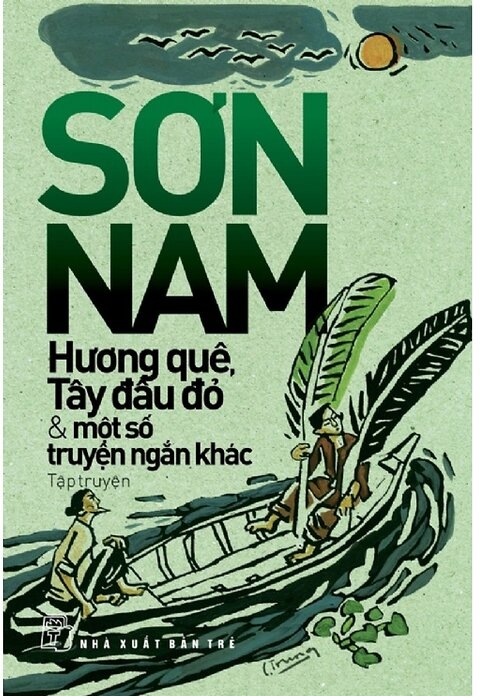 SƠN
NAM
Hương quê,
Tây đầu đỏ
& một số
truyện ngắn khác
Tập truyện
NHÀ XUẤT BẢN TRẺ